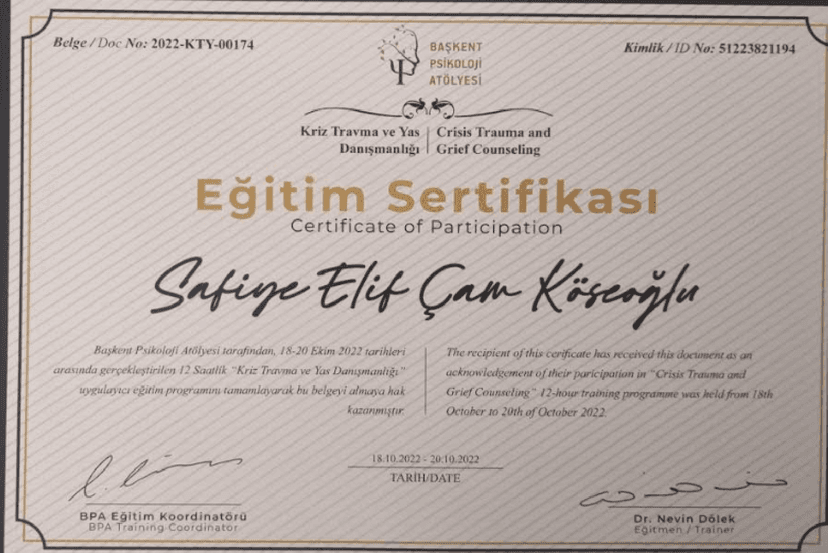 Belge / Doc No: 2022-KTY-00174
BAŞKENT
PSİKOLOJİ
ATÖLYESİ
Kimlik / ID No: 51223821194
Kriz Travma ve Yas
Danışmanlığı
Crisis Trauma and
Grief Counseling
Eğitim Sertifikası
Certificate of Participation
Safiye Elif Çam Köseoğlu
Başkent Psikoloji Atölyesi tarafından, 18-20 Ekim 2022 tarihleri
arasında gerçekleştirilen 12 Saatlik "Kriz Travma ve Yas Danışmanlığı"
uygulayıcı eğitim programını tamamlayarak bu belgeyi almaya hak
kazanmıştır.
The recipient of this cerificate has received this document as an
acknowledgement of their paricipation in "Crisis Trauma and
Grief Counseling" 12-hour training programme was held from 18th
October to 20th of October 2022.
18.10.2022 - 20.10.2022
TARİH/DATE
BPA Eğitim Koordinatörü
BPA Training Coordinator
Dr. Nevin Dölek
Eğitmen / Trainer